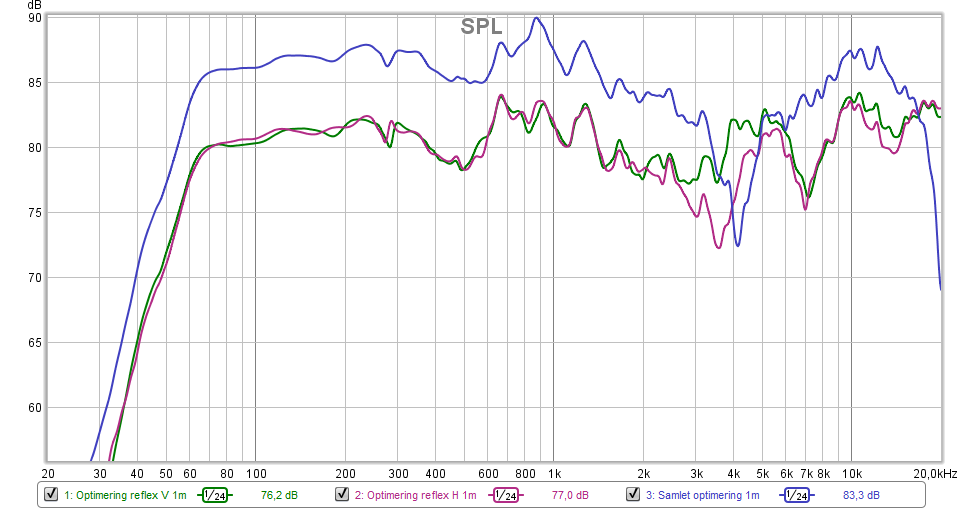 dB
SPL
90
85
80
75
70
65
60
20 30 40 50 60 80 100 200 300 400 500 600 800 1k 2k 3k 4k 5k 6k 7k 8k 10k 20,0kHz
1: Optimering reflex V 1m 1/24 76,2 dB 2: Optimering reflex H 1m 1/24 77,0 dB 3: Samlet optimering 1m 1/24 83,3 dB